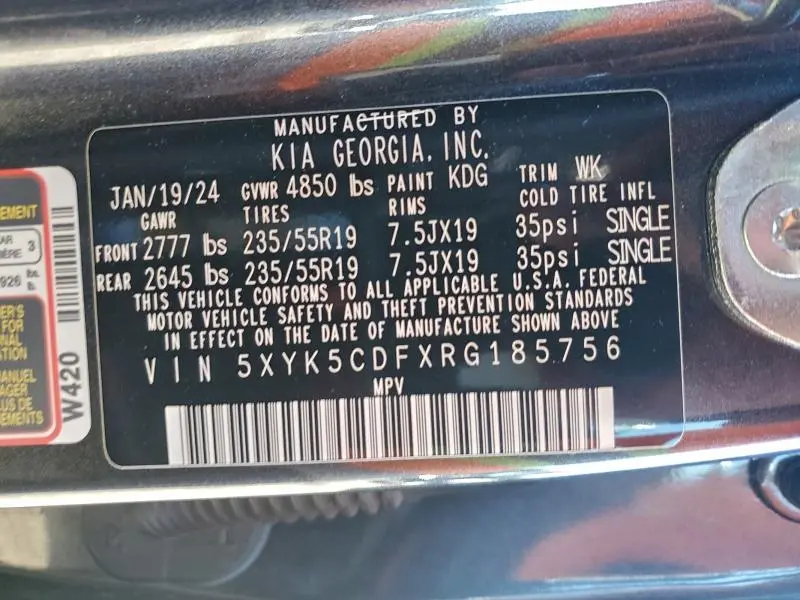 MANUFACTURED BY
KIA GEORGIA, INC.
JAN/19/24 GVWR 4850 lbs PAINT KDG TRIM WK
GAWR TIRES RIMS COLD TIRE INFL
FRONT 2777 lbs 235/55R19 7.5JX19 35psi SINGLE
REAR 2645 lbs 235/55R19 7.5JX19 35psi SINGLE
THIS VEHICLE CONFORMS TO ALL APPLICABLE U.S.A. FEDERAL
MOTOR VEHICLE SAFETY AND THEFT PREVENTION STANDARDS
IN EFFECT ON THE DATE OF MANUFACTURE SHOWN ABOVE
VIN 5XYK5CDFXRG185756
MPV
W420
3
926 lbs.